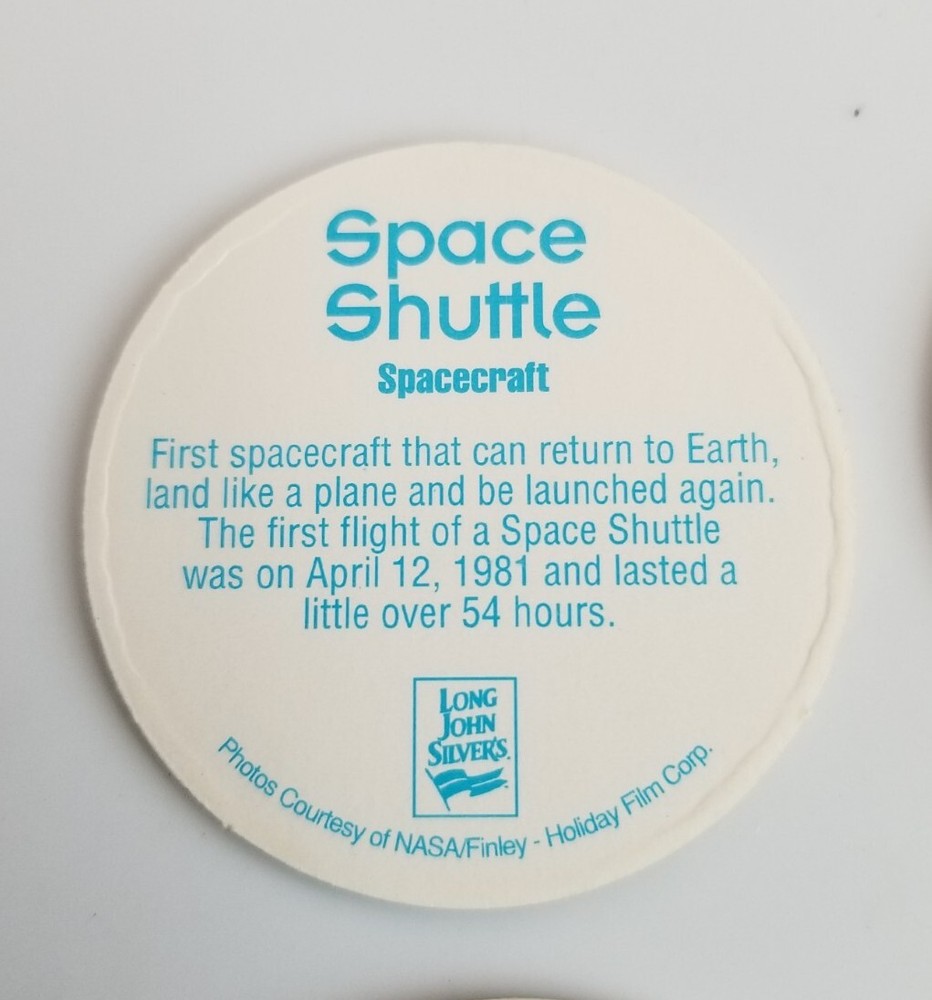 Space
Shuttle
Spacecraft
First spacecraft that can return to Earth,
land like a plane and be launched again.
The first flight of a Space Shuttle
was on April 12, 1981 and lasted a
little over 54 hours.
LONG
JOHN
SILVER'S.
Photos Courtesy of NASA/Finley - Holiday Film Corp.